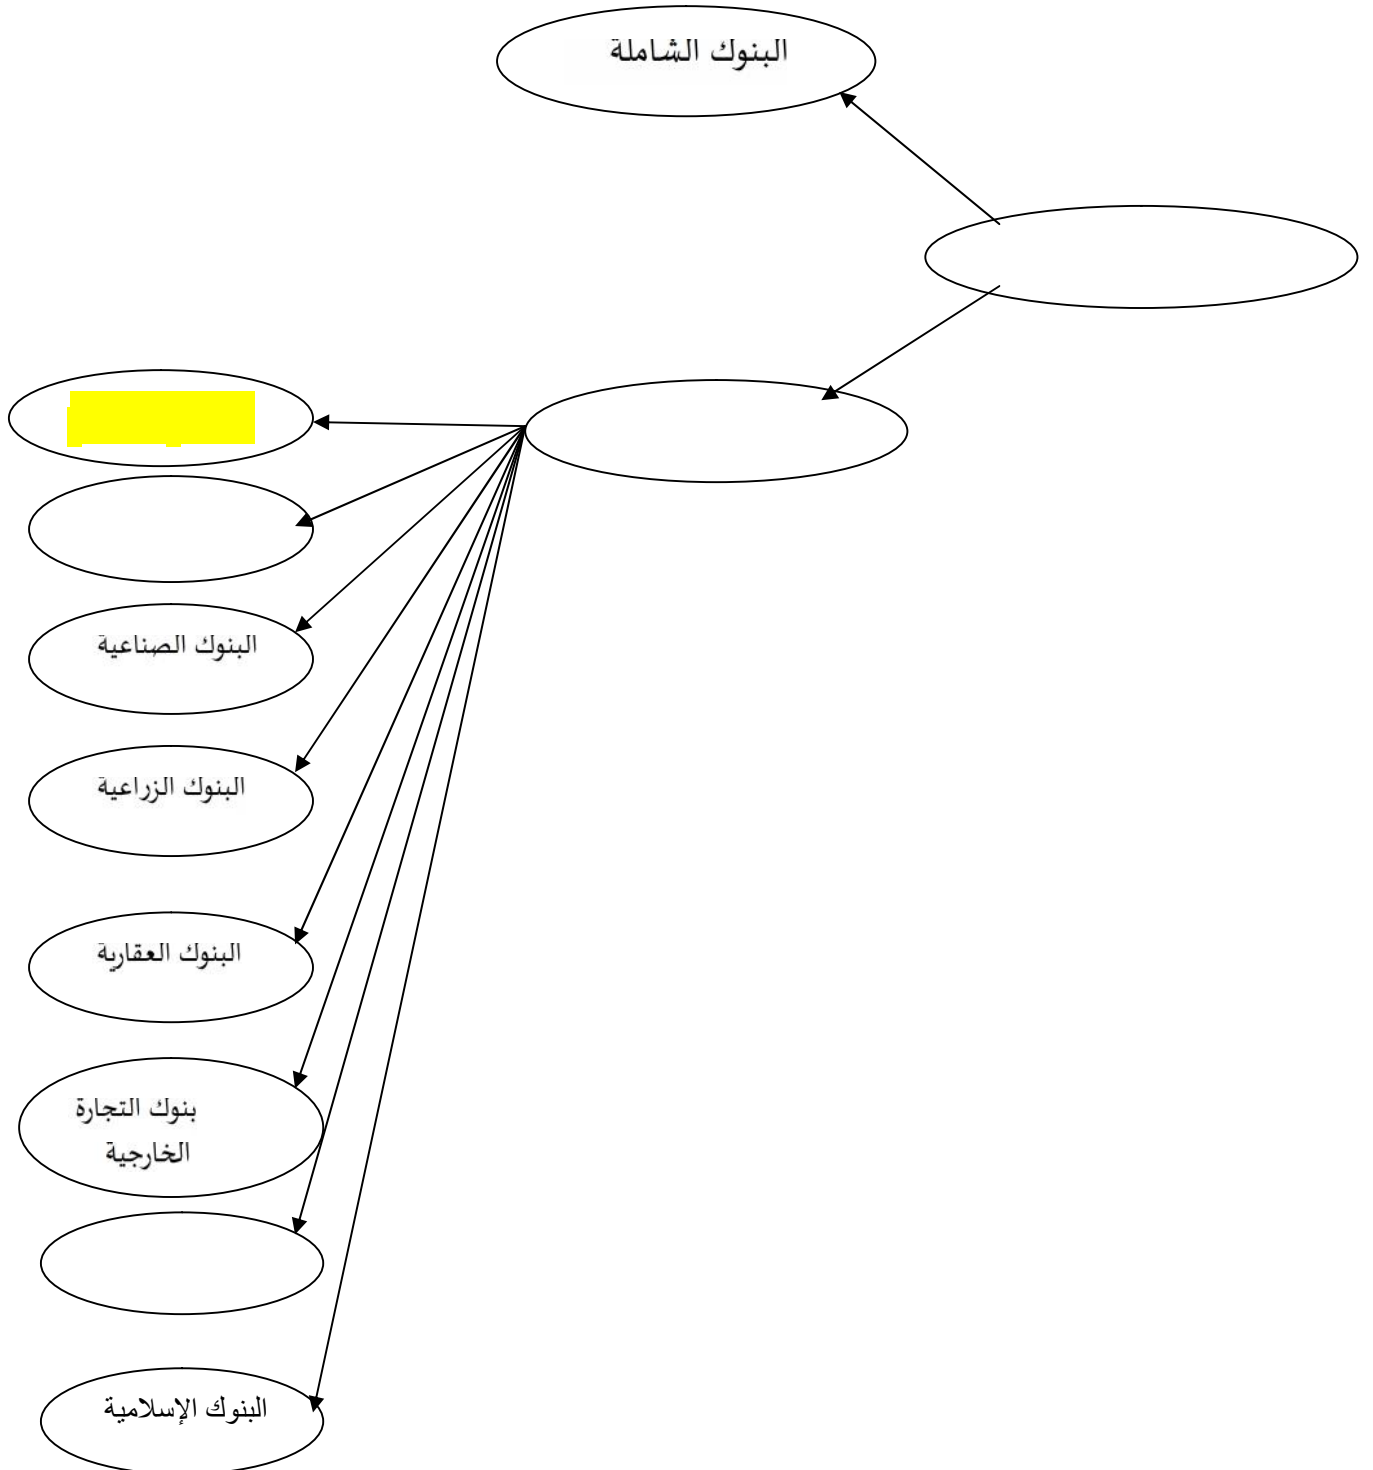 البنوك الشاملة
البنوك الصناعية
البنوك الزراعية
البنوك العقارية
بنوك التجارة
الخارجية
البنوك الإسلامية